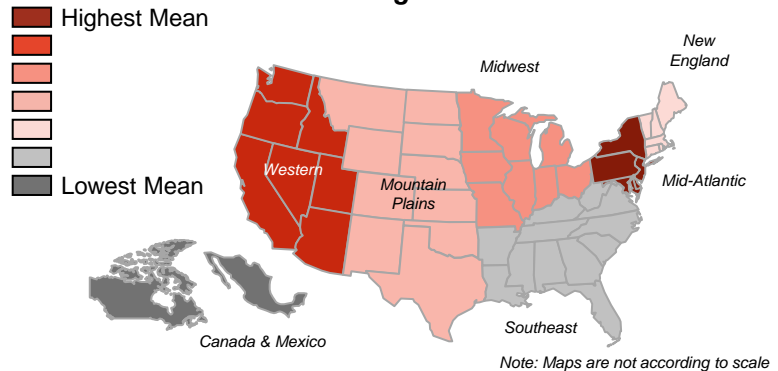 Highest Mean
New
England
Midwest
Western
Mountain
Plains
Mid-Atlantic
Lowest Mean
Southeast
Canada & Mexico
Note: Maps are not according to scale